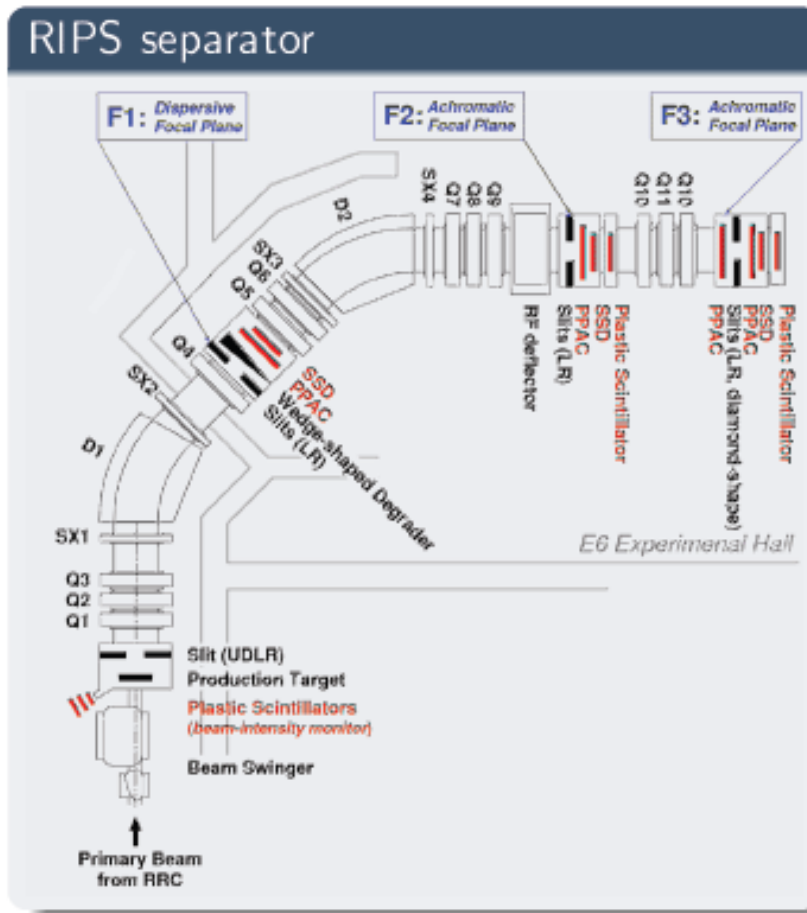 RIPS separator
F1: Dispersive
Focal Plane
F2: Achromatic
Focal Plane
F3: Achromatic
Focal Plane
D2
SX4
Q7
Q8
Q9
Q10
Q11
Q10
SX3
Q6
Q5
Q4
SX2
D1
RF deflector
Slits (LR)
PPAC
SSD
Plastic Scintillator
PPAC
Slits (LR, diamond-shape)
PPAC
SSD
Plastic Scintillator
SSD
PPAC
Wedge-shaped Degrader
Slits (LR)
E6 Experimenal Hall
SX1
Q3
Q2
Q1
Slit (UDLR)
Production Target
Plastic Scintillators
(beam-intensity monitor)
Beam Swinger
Primary Beam
from RRC